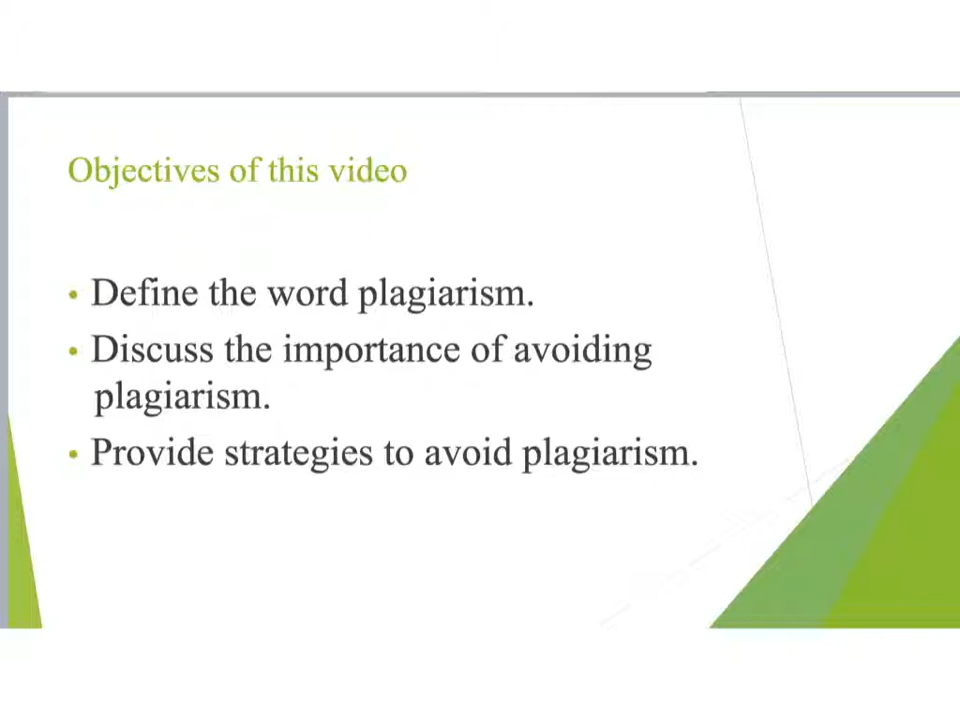 Objectives of this video
• Define the word plagiarism.
• Discuss the importance of avoiding
plagiarism.
• Provide strategies to avoid plagiarism.